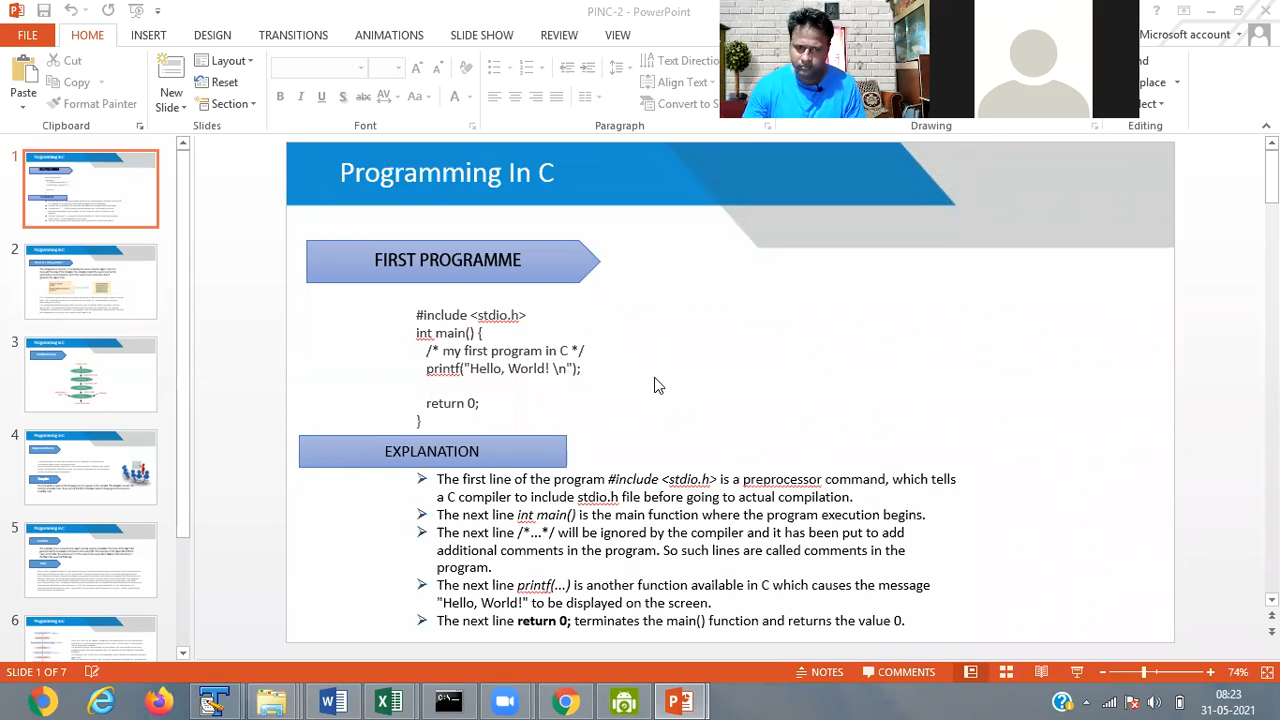 PINC-2 - PowerPoint
Microsoft account
FILE HOME INSERT DESIGN TRANSITIONS ANIMATIONS SLIDE SHOW REVIEW VIEW
Paste
Cut
Copy
Format Painter
New
Slide
Layout
Reset
Section
Text Directio
Align Text
Convert to S
Clipboard Slides Font Paragraph Drawing Editing
Programming In C
FIRST PROGRAMME
#include <stdio.h>
int main() {
/* my first program in C */
printf("Hello, World! \n");
return 0;
}
The first line of the program #include <stdio.h> is a preprocessor command, which tells
a C compiler to include stdio.h file before going to actual compilation.
The next line int main() is the main function where the program execution begins.
The next line /*...*/ will be ignored by the compiler and it has been put to add
additional comments in the program. So such lines are called comments in the
The next line printf(...) is another function available in C which causes the message
"Hello, World!" to be displayed on the screen.
The next line return 0; terminates the main() function and returns the value 0.
1
2
3
4
5
6
SLIDE 1 OF 7
NOTES COMMENTS 74%
08:23
31-05-2021